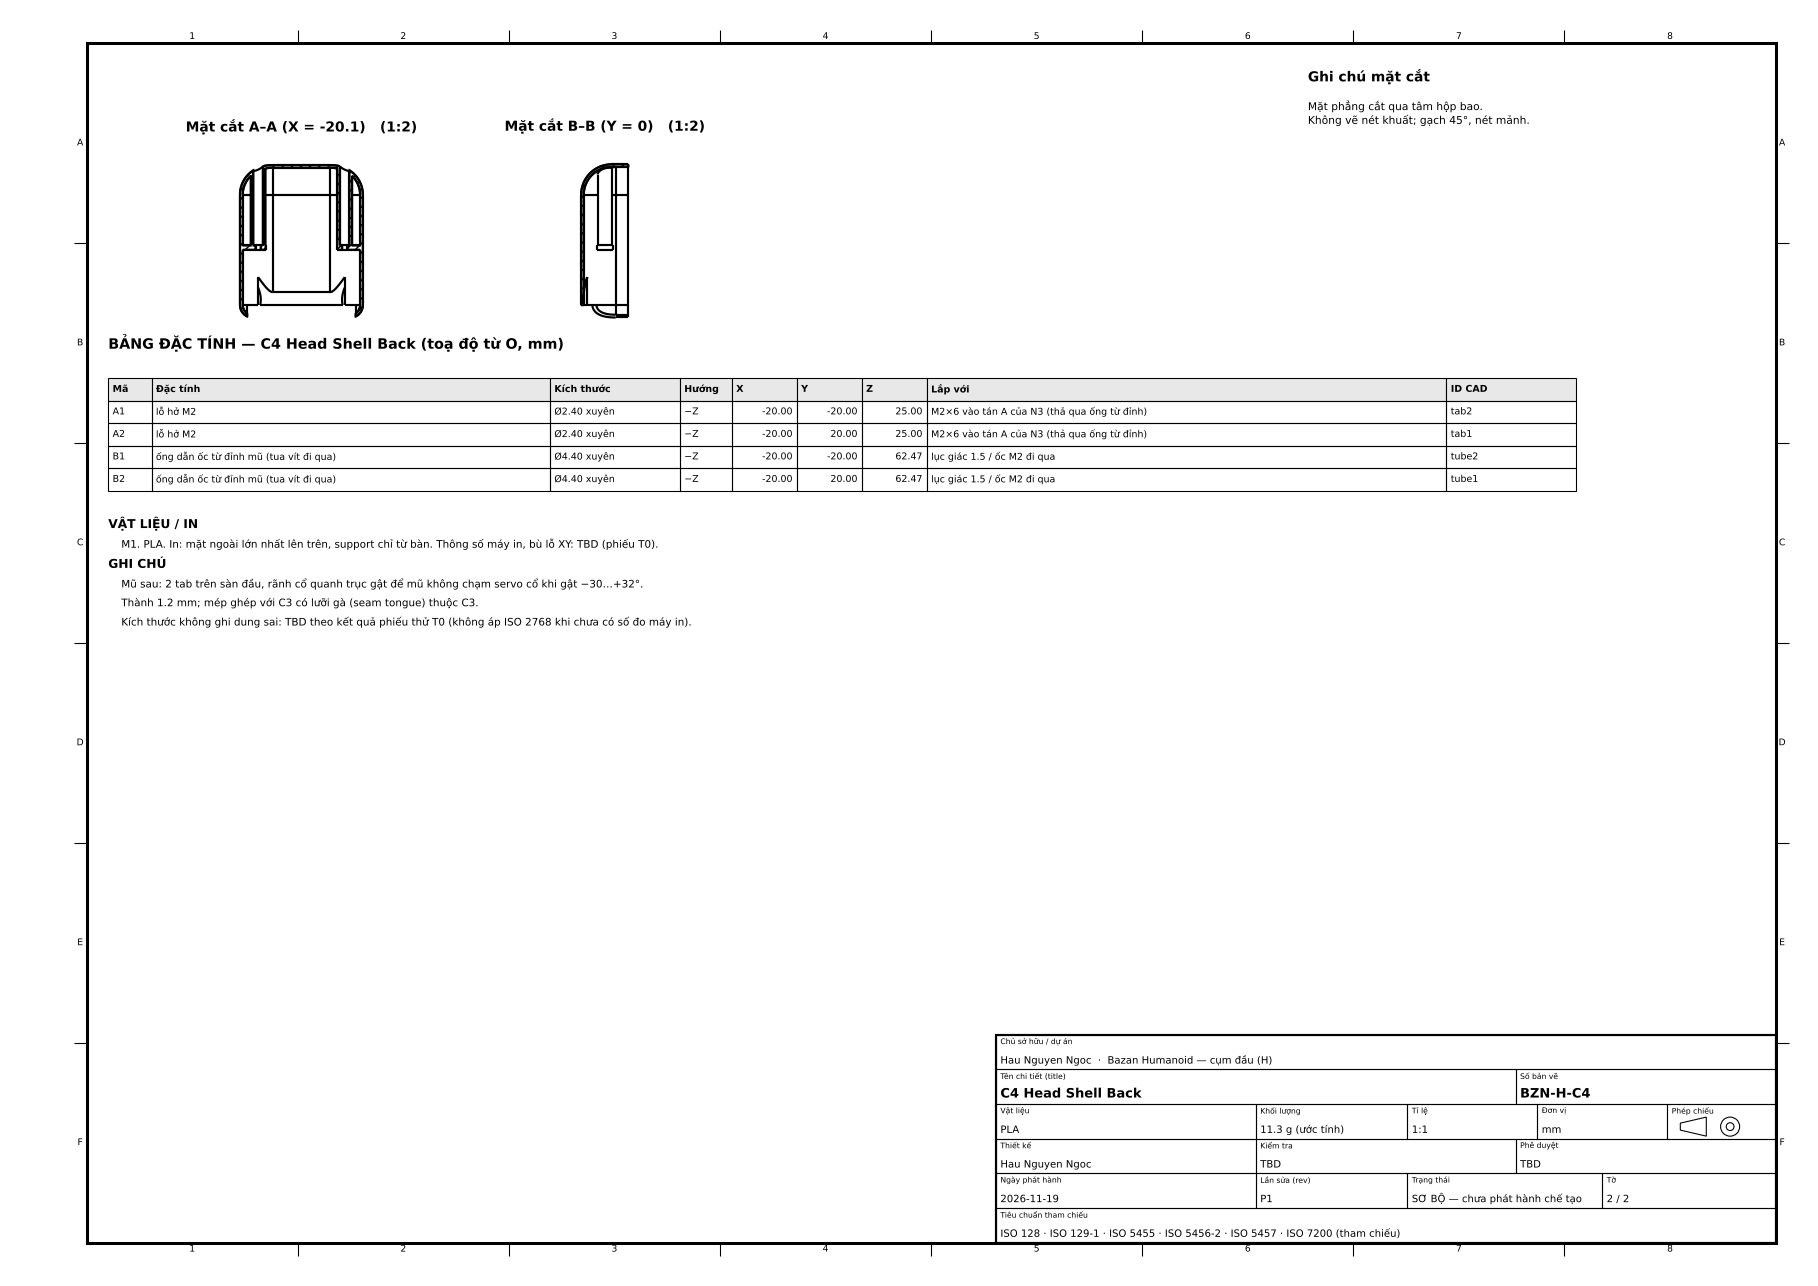 1 2 3 4 5 6 7 8
Ghi chú mặt cắt
Mặt phẳng cắt qua tâm hộp bao.
Không vẽ nét khuất; gạch 45°, nét mảnh.
Mặt cắt A–A (X = -20.1) (1:2)
Mặt cắt B–B (Y = 0) (1:2)
A A
B B
BẢNG ĐẶC TÍNH — C4 Head Shell Back (toạ độ từ O, mm)
Mã Đặc tính Kích thước Hướng X Y Z Lắp với ID CAD
A1 lỗ hở M2 Ø2.40 xuyên −Z -20.00 -20.00 25.00 M2×6 vào tán A của N3 (thả qua ống từ đỉnh) tab2
A2 lỗ hở M2 Ø2.40 xuyên −Z -20.00 20.00 25.00 M2×6 vào tán A của N3 (thả qua ống từ đỉnh) tab1
B1 ống dẫn ốc từ đỉnh mũ (tua vít đi qua) Ø4.40 xuyên −Z -20.00 -20.00 62.47 lục giác 1.5 / ốc M2 đi qua tube2
B2 ống dẫn ốc từ đỉnh mũ (tua vít đi qua) Ø4.40 xuyên −Z -20.00 20.00 62.47 lục giác 1.5 / ốc M2 đi qua tube1
VẬT LIỆU / IN
C C
M1. PLA. In: mặt ngoài lớn nhất lên trên, support chỉ từ bàn. Thông số máy in, bù lỗ XY: TBD (phiếu T0).
GHI CHÚ
Mũ sau: 2 tab trên sàn đầu, rãnh cổ quanh trục gật để mũ không chạm servo cổ khi gật −30…+32°.
Thành 1.2 mm; mép ghép với C3 có lưỡi gà (seam tongue) thuộc C3.
Kích thước không ghi dung sai: TBD theo kết quả phiếu thử T0 (không áp ISO 2768 khi chưa có số đo máy in).
D D
E E
Chủ sở hữu / dự án
Hau Nguyen Ngoc · Bazan Humanoid — cụm đầu (H)
Tên chi tiết (title) Số bản vẽ
C4 Head Shell Back BZN-H-C4
Vật liệu Khối lượng Tỉ lệ Đơn vị Phép chiếu
PLA 11.3 g (ước tính) 1:1 mm
F F
Thiết kế Kiểm tra Phê duyệt
Hau Nguyen Ngoc TBD TBD
Ngày phát hành Lần sửa (rev) Trạng thái Tờ
2026-11-19 P1 SƠ BỘ — chưa phát hành chế tạo 2 / 2
Tiêu chuẩn tham chiếu
ISO 128 · ISO 129-1 · ISO 5455 · ISO 5456-2 · ISO 5457 · ISO 7200 (tham chiếu)
1 2 3 4 5 6 7 8